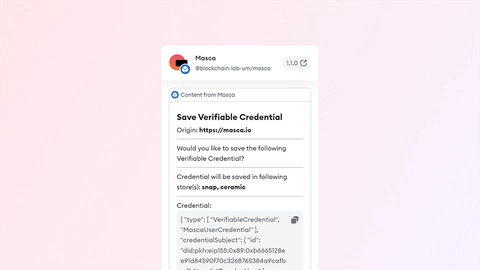 Masca
@blockchain-lab-um/masca
1.1.0
Content from Masca
Save Verifiable Credential
Origin: https://masca.io
Would you like to save the following
Verifiable Credential?
Credential will be saved in following
store(s): snap, ceramic
Credential:
{ "type": [ "VerifiableCredential",
"MascaUserCredential" ],
"credentialSubject": { "id":
"did:pkh:eip155:0x89:0xb6665128e
e91d84590f70c3268765384a9cafb